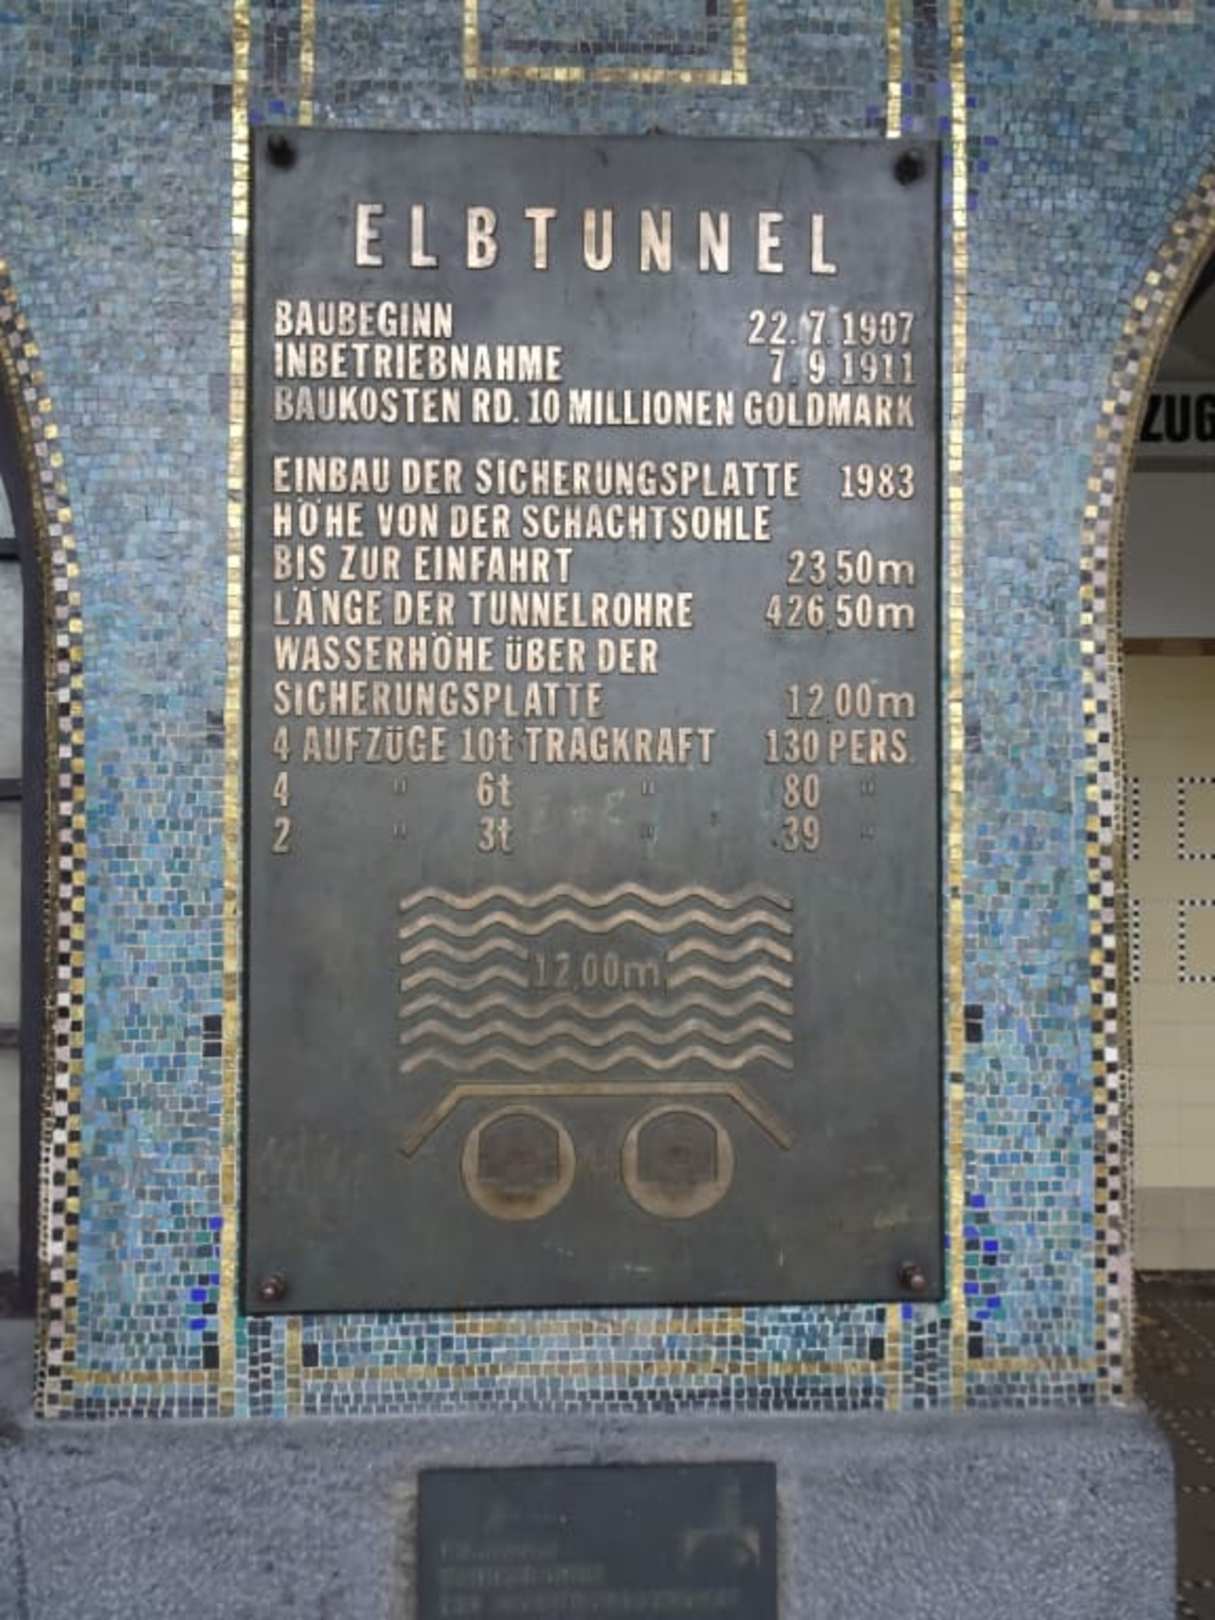 ELBTUNNEL
BAUBEGINN 22.7.1907
INBETRIEBNAHME 7.9.1911
BAUKOSTEN RD. 10 MILLIONEN GOLDMARK
EINBAU DER SICHERUNGSPLATTE 1983
HÖHE VON DER SCHACHTSOHLE
BIS ZUR EINFAHRT 23,50m
LÄNGE DER TUNNELROHRE 426,50m
WASSERHÖHE ÜBER DER
SICHERUNGSPLATTE 12,00m
4 AUFZÜGE 10t TRAGKRAFT 130 PERS.
4 " 6t " 80 "
2 " 3t " 39 "
12,00m
ZUG